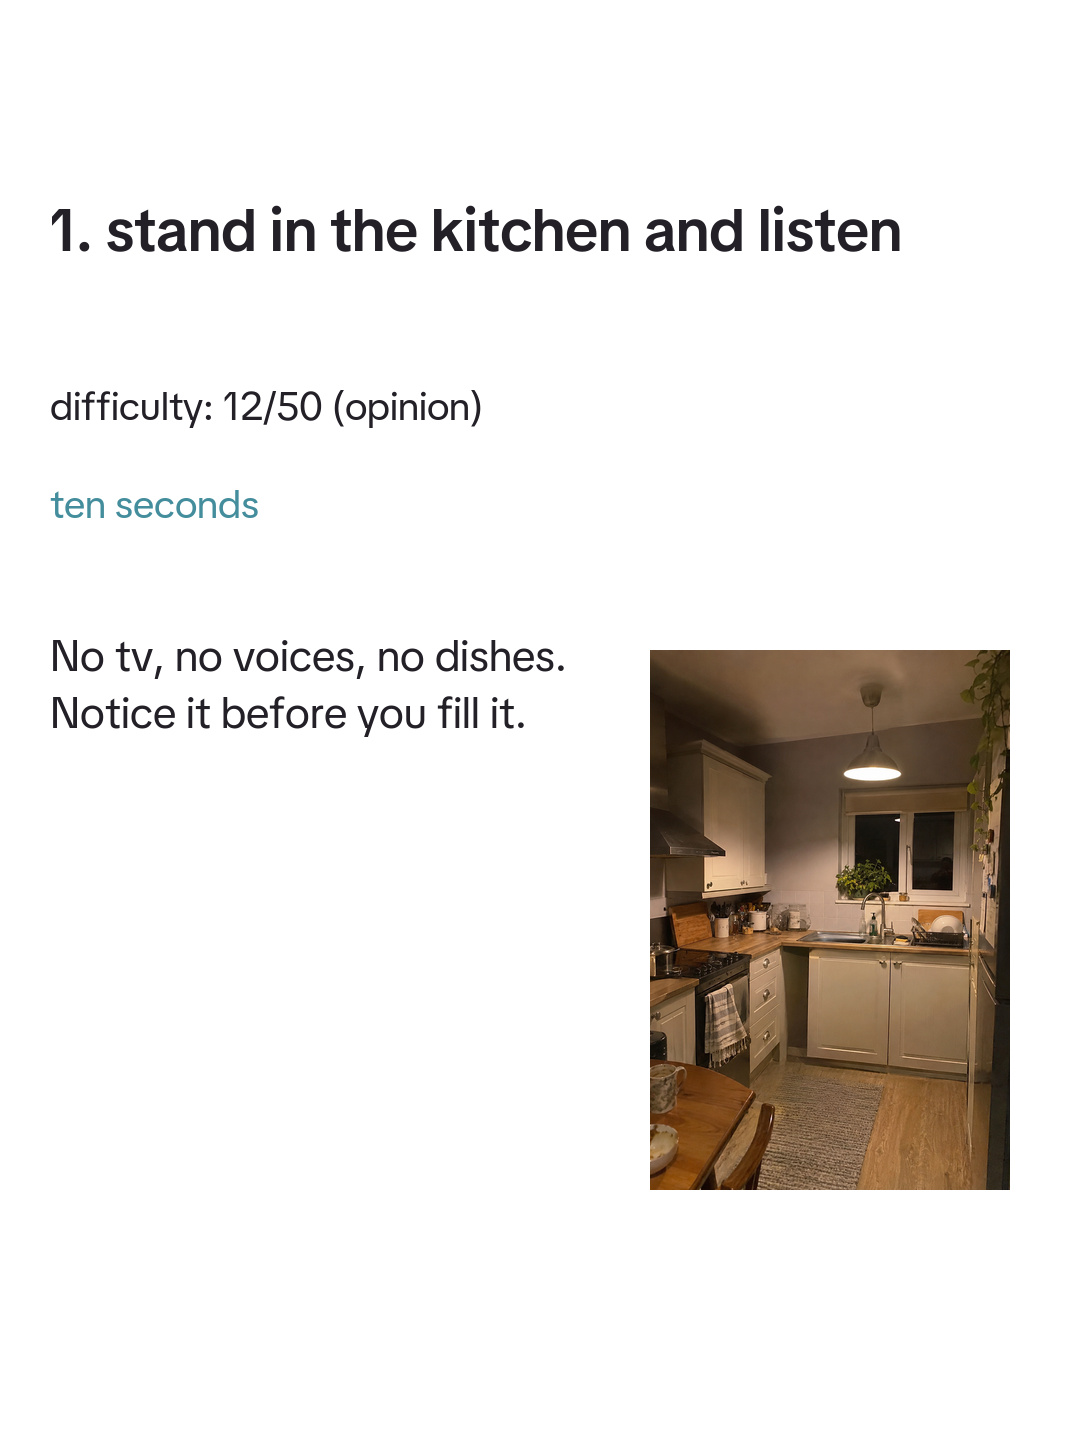 1. stand in the kitchen and listen
difficulty: 12/50 (opinion)
ten seconds
No tv, no voices, no dishes.
Notice it before you fill it.